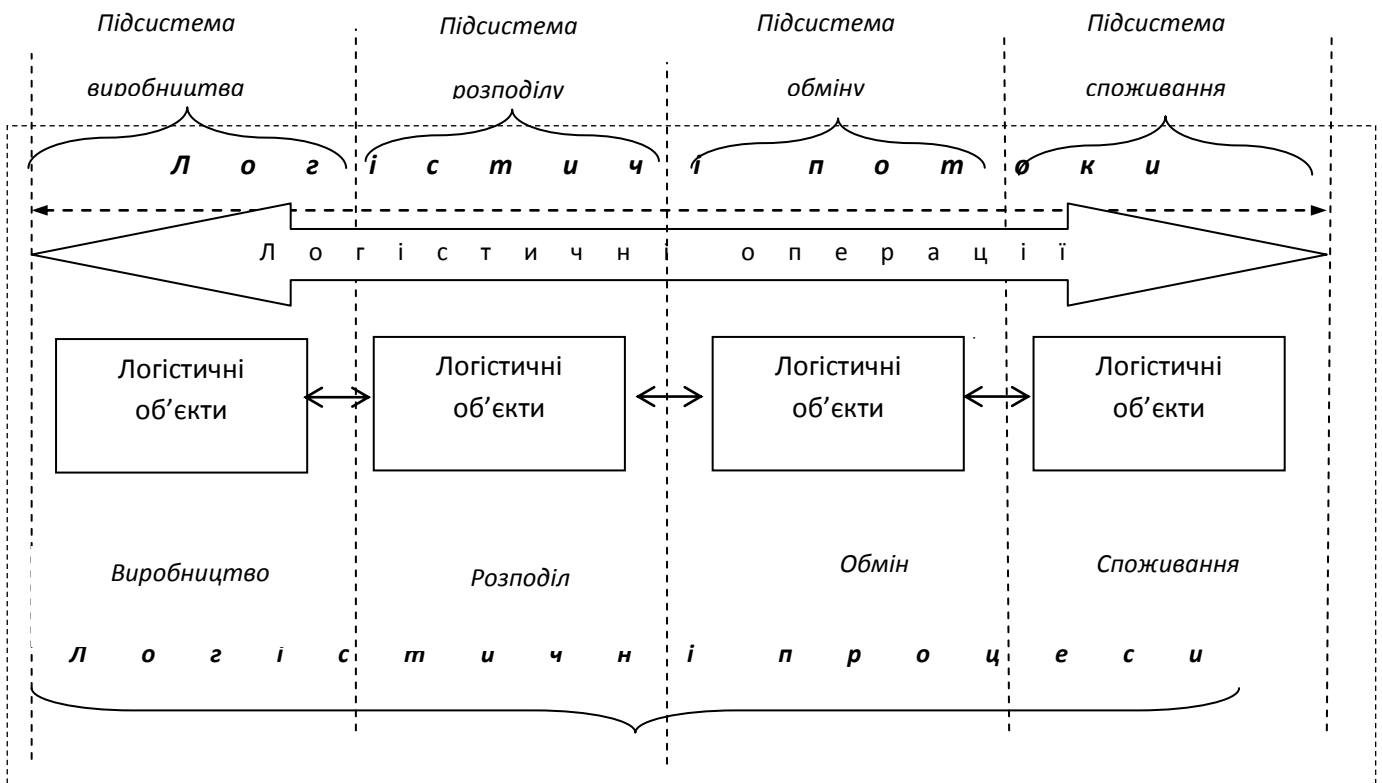 Підсистема Підсистема Підсистема Підсистема
виробництва розподілу обміну споживання
Л о г і с т и ч і п о т о к и
Л о г і с т и ч н і о п е р а ц і ї
Логістичні Логістичні Логістичні Логістичні
об’єкти об’єкти об’єкти об’єкти
Виробництво Розподіл Обмін Споживання
Л о г і с т и ч н і п р о ц е с и